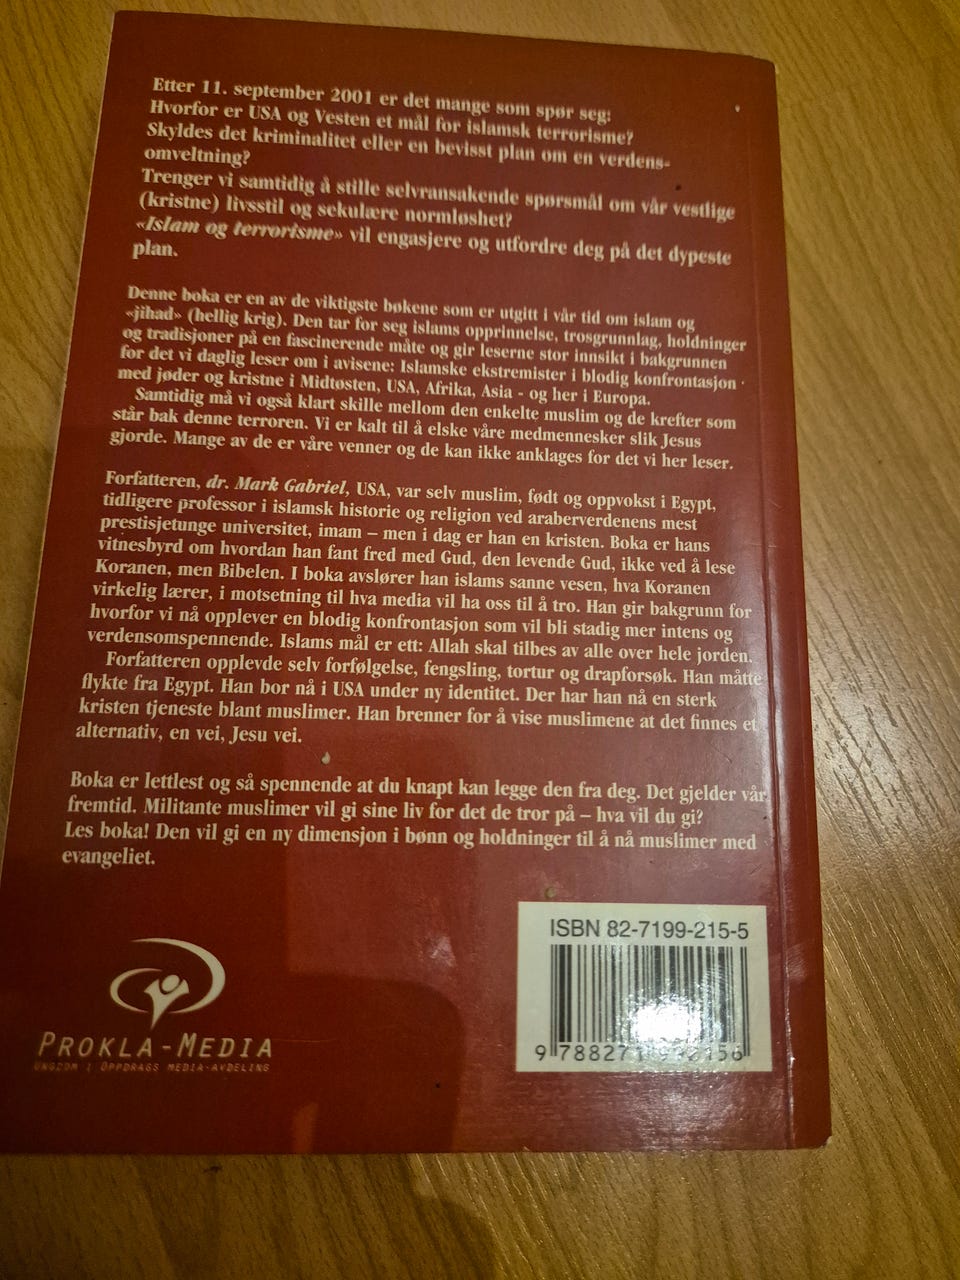 Etter 11. september 2001 er det mange som spør seg:
Hvorfor er USA og Vesten et mål for islamsk terrorisme?
Skyldes det kriminalitet eller en bevisst plan om en verdens-
omveltning?
Trenger vi samtidig å stille selvransakende spørsmål om vår vestlige
(kristne) livsstil og sekulære normløshet?
«Islam og terrorisme» vil engasjere og utfordre deg på det dypeste
plan.
Denne boka er en av de viktigste bøkene som er utgitt i vår tid om islam og
«jihad» (hellig krig). Den tar for seg islams opprinnelse, trosgrunnlag, holdninger
og tradisjoner på en fascinerende måte og gir leserne stor innsikt i bakgrunnen
for det vi daglig leser om i avisene: Islamske ekstremister i blodig konfrontasjon
med jøder og kristne i Midtøsten, USA, Afrika, Asia - og her i Europa.
Samtidig må vi også klart skille mellom den enkelte muslim og de krefter som
står bak denne terroren. Vi er kalt til å elske våre medmennesker slik Jesus
gjorde. Mange av de er våre venner og de kan ikke anklages for det vi her leser.
Forfatteren, dr. Mark Gabriel, USA, var selv muslim, født og oppvokst i Egypt,
tidligere professor i islamsk historie og religion ved araberverdenens mest
prestisjetunge universitet, imam – men i dag er han en kristen. Boka er hans
vitnesbyrd om hvordan han fant fred med Gud, den levende Gud, ikke ved å lese
Koranen, men Bibelen. I boka avslører han islams sanne vesen, hva Koranen
virkelig lærer, i motsetning til hva media vil ha oss til å tro. Han gir bakgrunn for
hvorfor vi nå opplever en blodig konfrontasjon som vil bli stadig mer intens og
verdensomspennende. Islams mål er ett: Allah skal tilbes av alle over hele jorden.
Forfatteren opplevde selv forfølgelse, fengsling, tortur og drapforsøk. Han måtte
flykte fra Egypt. Han bor nå i USA under ny identitet. Der har han nå en sterk
kristen tjeneste blant muslimer. Han brenner for å vise muslimene at det finnes et
alternativ, en vei, Jesu vei.
Boka er lettlest og så spennende at du knapt kan legge den fra deg. Det gjelder vår
fremtid. Militante muslimer vil gi sine liv for det de tror på – hva vil du gi?
Les boka! Den vil gi en ny dimensjon i bønn og holdninger til å nå muslimer med
evangeliet.
ISBN 82-7199-215-5
9 788271 992156
PROKLA-MEDIA
UNGDOM I OPPDRAGS MEDIA-AVDELING